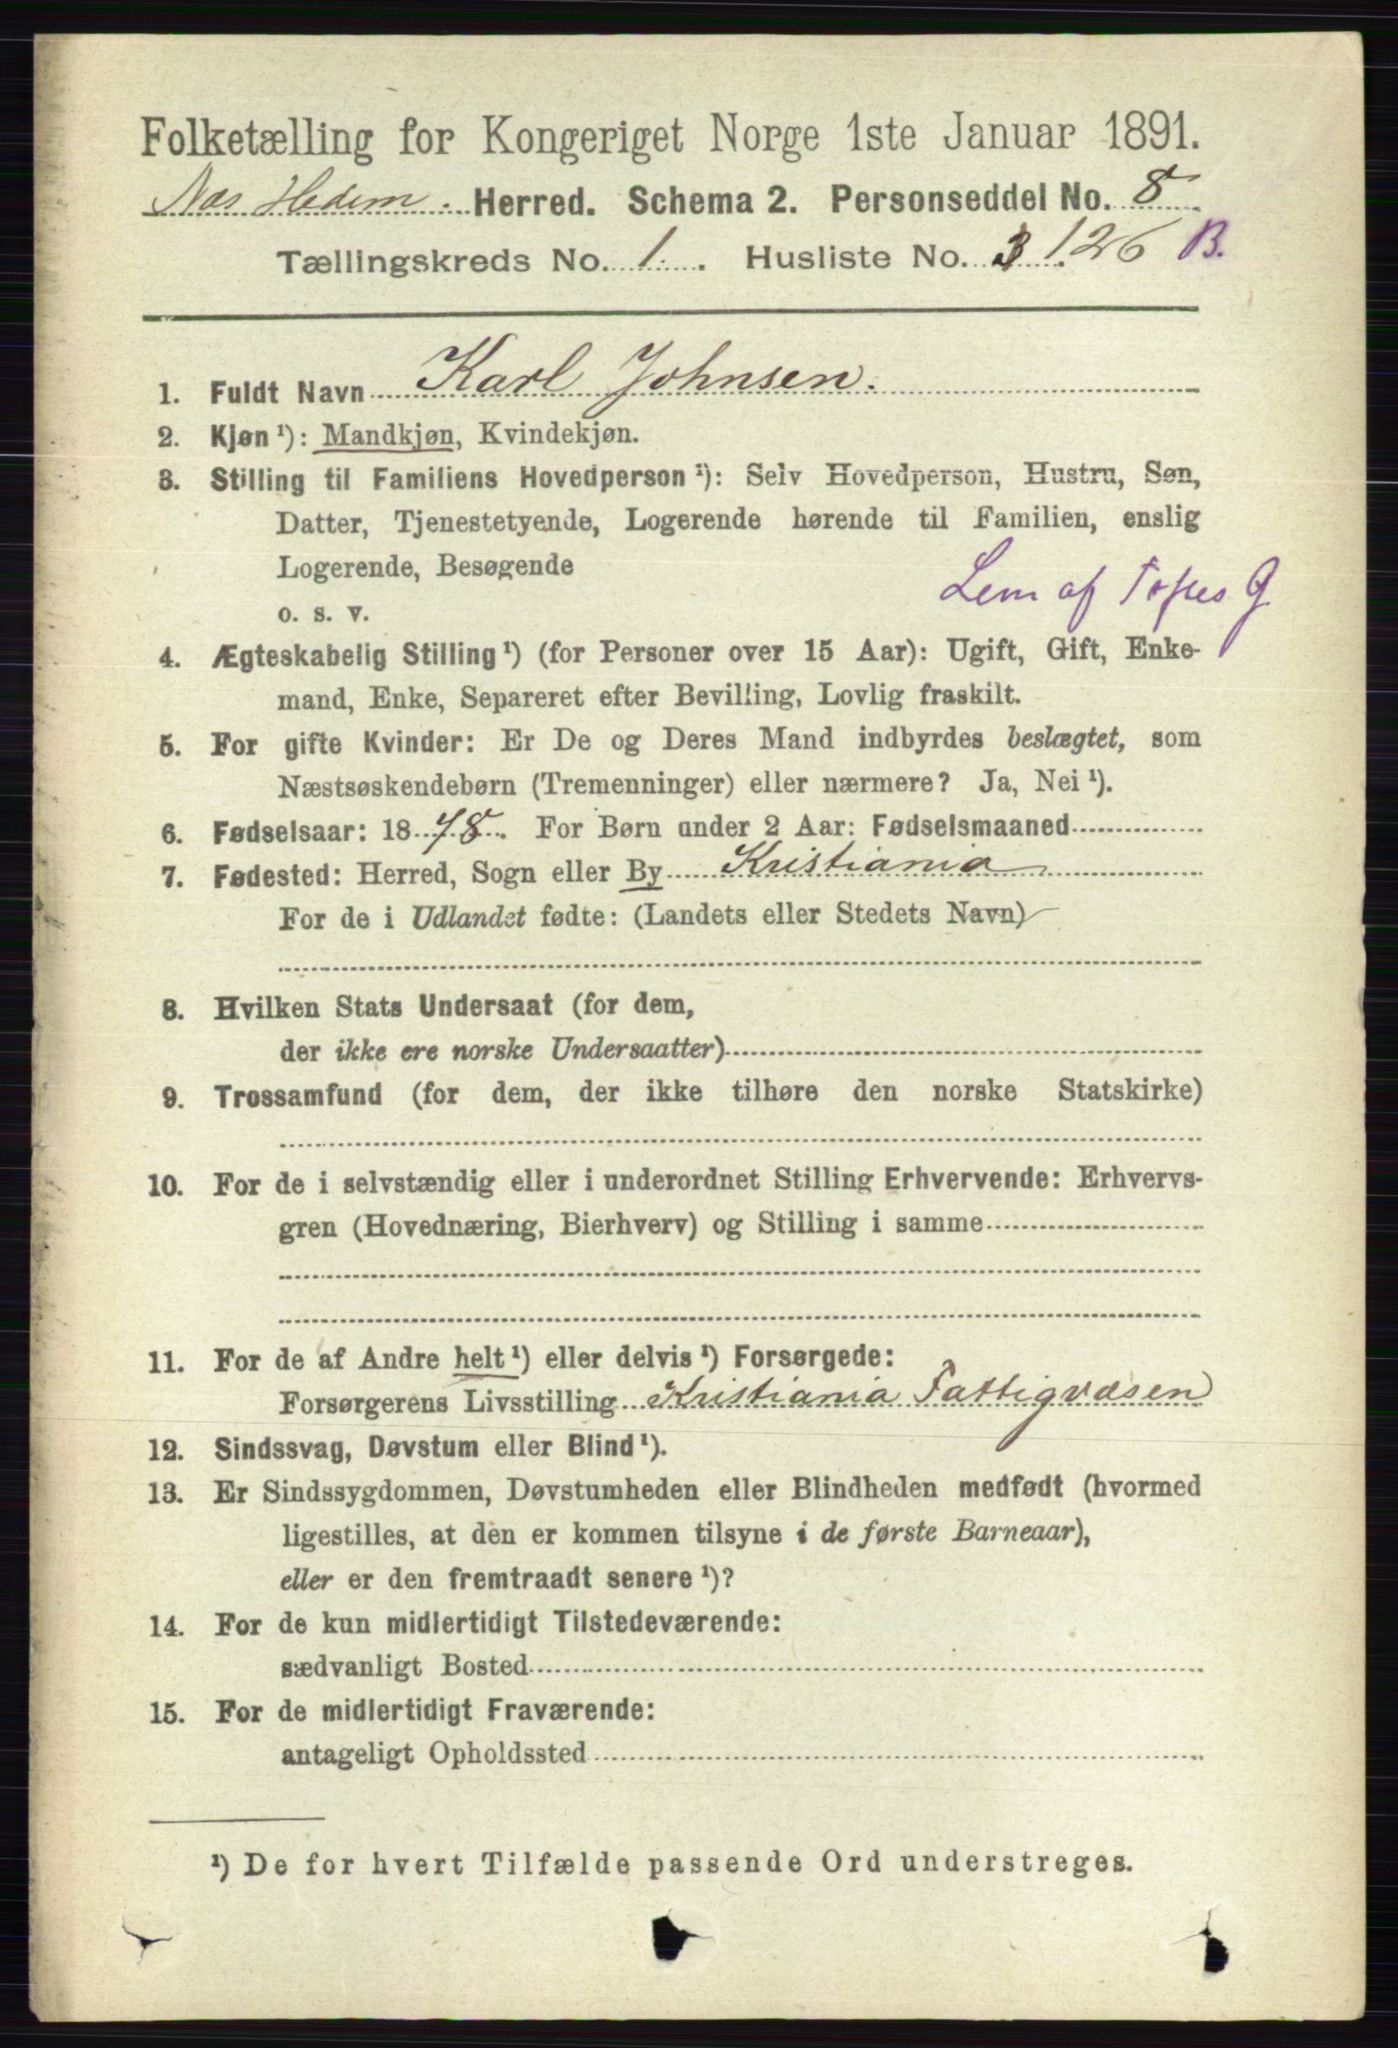 Folketælling for Kongeriget Norge 1ste Januar 1891.
Næs Hedem. Herred. Schema 2. Personseddel No. 8
Tællingskreds No. 1. Husliste No. 3 126 B.
1. Fuldt Navn Karl Johnsen.
2. Kjøn ¹): Mandkjøn, Kvindekjøn.
3. Stilling til Familiens Hovedperson ¹): Selv Hovedperson, Hustru, Søn,
Datter, Tjenestetyende, Logerende hørende til Familien, enslig
Logerende, Besøgende
o. s. v.
Lem af Toftes G
4. Ægteskabelig Stilling ¹) (for Personer over 15 Aar): Ugift, Gift, Enke-
mand, Enke, Separeret efter Bevilling, Lovlig fraskilt.
5. For gifte Kvinder: Er De og Deres Mand indbyrdes beslægtet, som
Næstsøskendebørn (Tremenninger) eller nærmere? Ja, Nei ¹).
6. Fødselsaar: 1878. For Børn under 2 Aar: Fødselsmaaned
7. Fødested: Herred, Sogn eller By Kristiania
For de i Udlandet fødte: (Landets eller Stedets Navn)
8. Hvilken Stats Undersaat (for dem,
der ikke ere norske Undersaatter)
9. Trossamfund (for dem, der ikke tilhøre den norske Statskirke)
10. For de i selvstændig eller i underordnet Stilling Erhvervende: Erhvervs-
gren (Hovednæring, Bierhverv) og Stilling i samme
11. For de af Andre helt ¹) eller delvis ¹) Forsørgede:
Forsørgerens Livsstilling Kristiania Fattigvæsen
12. Sindssvag, Døvstum eller Blind ¹).
13. Er Sindssygdommen, Døvstumheden eller Blindheden medfødt (hvormed
ligestilles, at den er kommen tilsyne i de første Barneaar),
eller er den fremtraadt senere ¹)?
14. For de kun midlertidigt Tilstedeværende:
sædvanligt Bosted
15. For de midlertidigt Fraværende:
antageligt Opholdssted
¹) De for hvert Tilfælde passende Ord understreges.